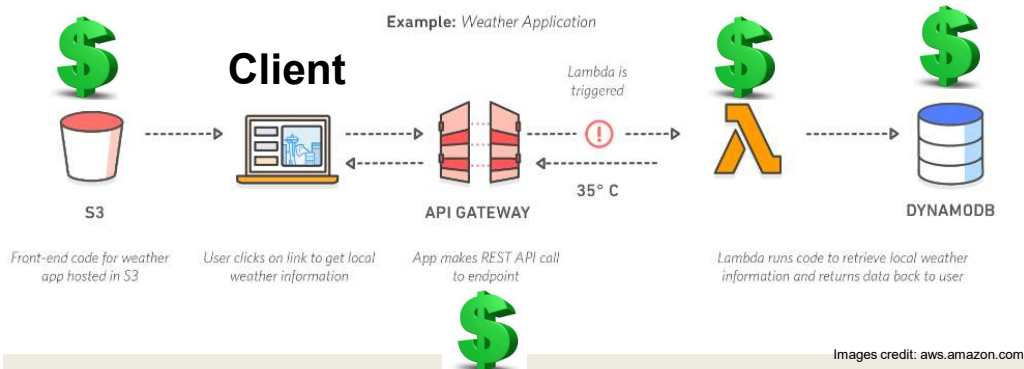 Example: Weather Application
Client
Lambda is
triggered
35° C
S3
API GATEWAY
DYNAMODB
Front-end code for weather
app hosted in S3
User clicks on link to get local
weather information
App makes REST API call
to endpoint
Lambda runs code to retrieve local weather
information and returns data back to user
Images credit: aws.amazon.com